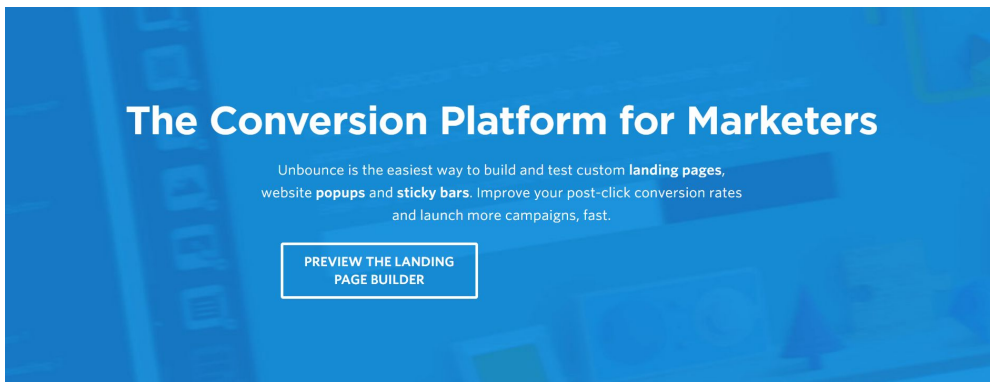 The Conversion Platform for Marketers
Unbounce is the easiest way to build and test custom landing pages,
website popups and sticky bars. Improve your post-click conversion rates
and launch more campaigns, fast.
PREVIEW THE LANDING
PAGE BUILDER